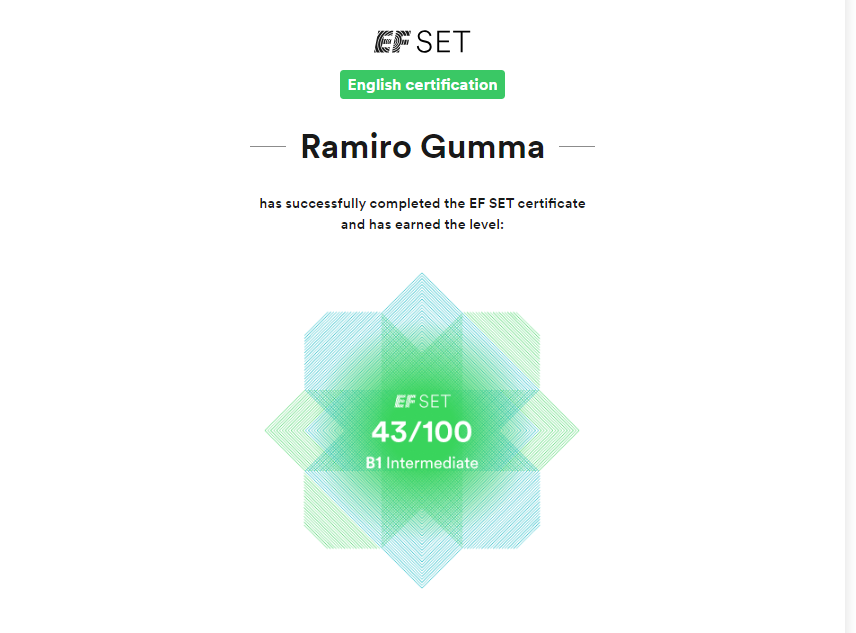 EF SET
English certification
Ramiro Gumma
has successfully completed the EF SET certificate
and has earned the level:
EF SET
43/100
B1 Intermediate